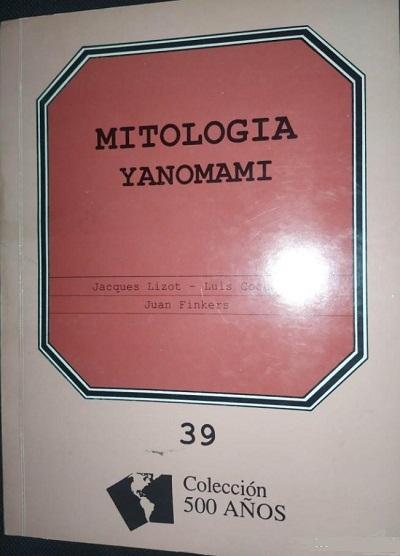 MITOLOGIA
YANOMAMI
Jacques Lizot - Luis
Juan Finkers
39
Colección
500 AÑOS